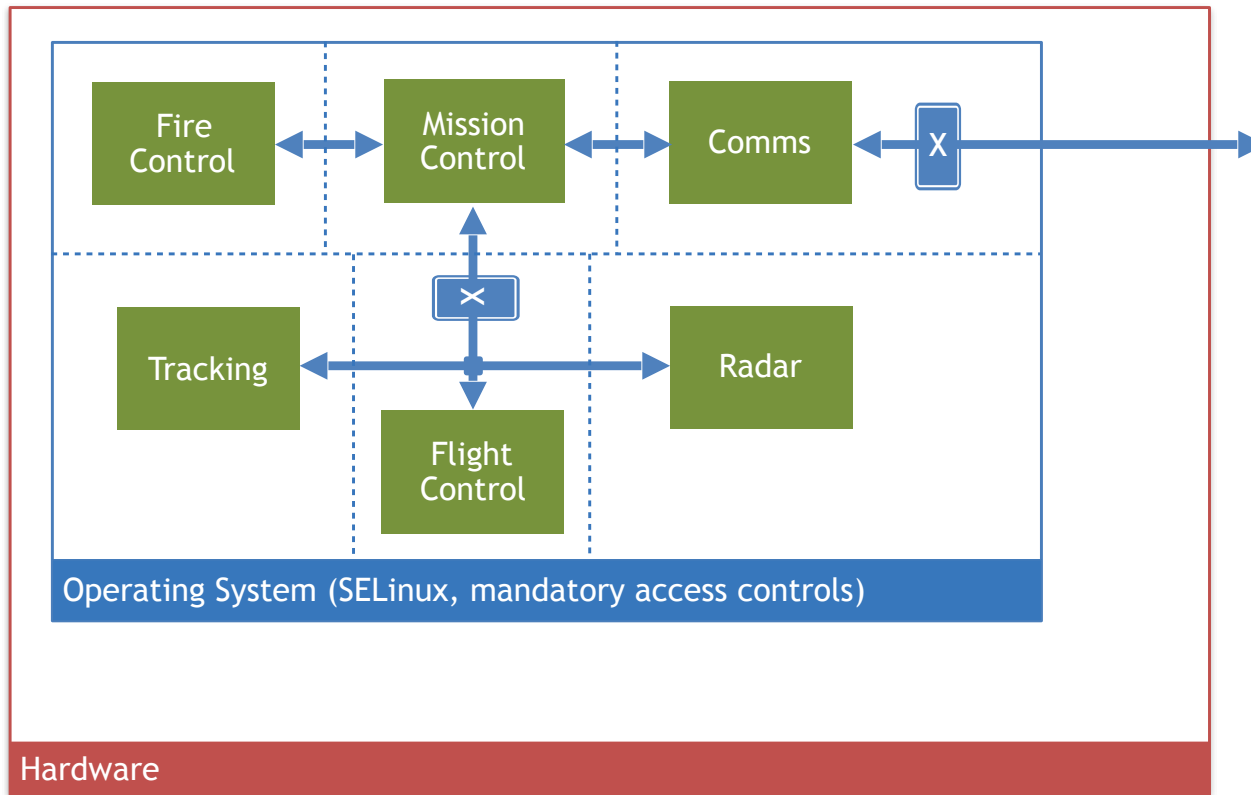 Fire
Control
Mission
Control
Comms
X
X
Tracking
Radar
Flight
Control
Operating System (SELinux, mandatory access controls)
Hardware